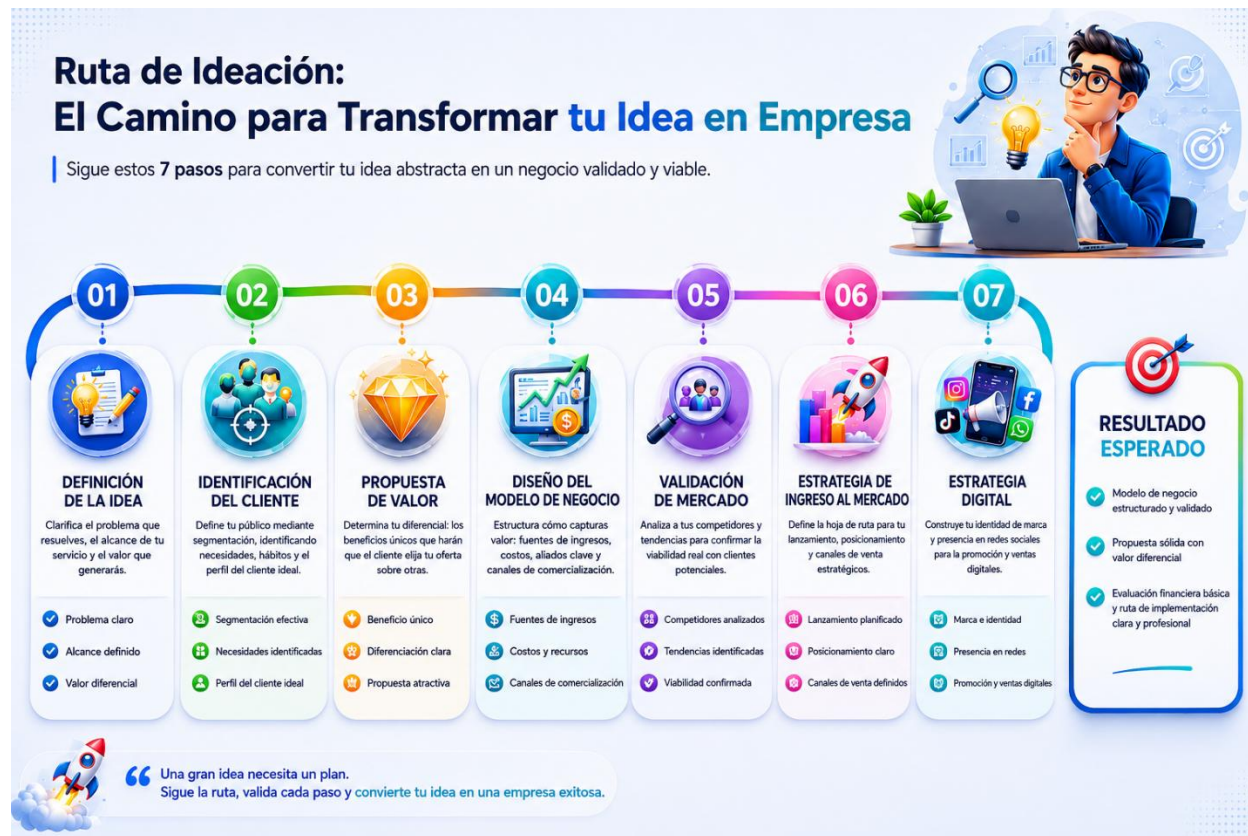 Ruta de Ideación:
El Camino para Transformar tu Idea en Empresa
Sigue estos 7 pasos para convertir tu idea abstracta en un negocio validado y viable.
01
DEFINICIÓN
DE LA IDEA
Clarifica el problema que
resuelves, el alcance de tu
servicio y el valor que
generarás.
Problema claro
Alcance definido
Valor diferencial
02
IDENTIFICACIÓN
DEL CLIENTE
Define tu público mediante
segmentación, identificando
necesidades, hábitos y el
perfil del cliente ideal.
Segmentación efectiva
Necesidades identificadas
Perfil del cliente ideal
03
PROPUESTA
DE VALOR
Determina tu diferencial: los
beneficios únicos que harán
que el cliente elija tu oferta
sobre otras.
Beneficio único
Diferenciación clara
Propuesta atractiva
04
DISEÑO DEL
MODELO DE NEGOCIO
Estructura cómo capturas
valor: fuentes de ingresos,
costos, aliados clave y
canales de comercialización.
$
Fuentes de ingresos
Costos y recursos
Canales de comercialización
05
VALIDACIÓN
DE MERCADO
Analiza a tus competidores y
tendencias para confirmar la
viabilidad real con clientes
potenciales.
Competidores analizados
Tendencias identificadas
Viabilidad confirmada
06
ESTRATEGIA DE
INGRESO AL MERCADO
Define la hoja de ruta para tu
lanzamiento, posicionamiento
y canales de venta
estratégicos.
Lanzamiento planificado
Posicionamiento claro
Canales de venta definidos
07
ESTRATEGIA
DIGITAL
Construye tu identidad de marca
y presencia en redes sociales
para la promoción y ventas
digitales.
Marca e identidad
Presencia en redes
Promoción y ventas digitales
RESULTADO
ESPERADO
Modelo de negocio
estructurado y validado
Propuesta sólida con
valor diferencial
Evaluación financiera básica
y ruta de implementación
clara y profesional
“ Una gran idea necesita un plan.
Sigue la ruta, valida cada paso y convierte tu idea en una empresa exitosa.